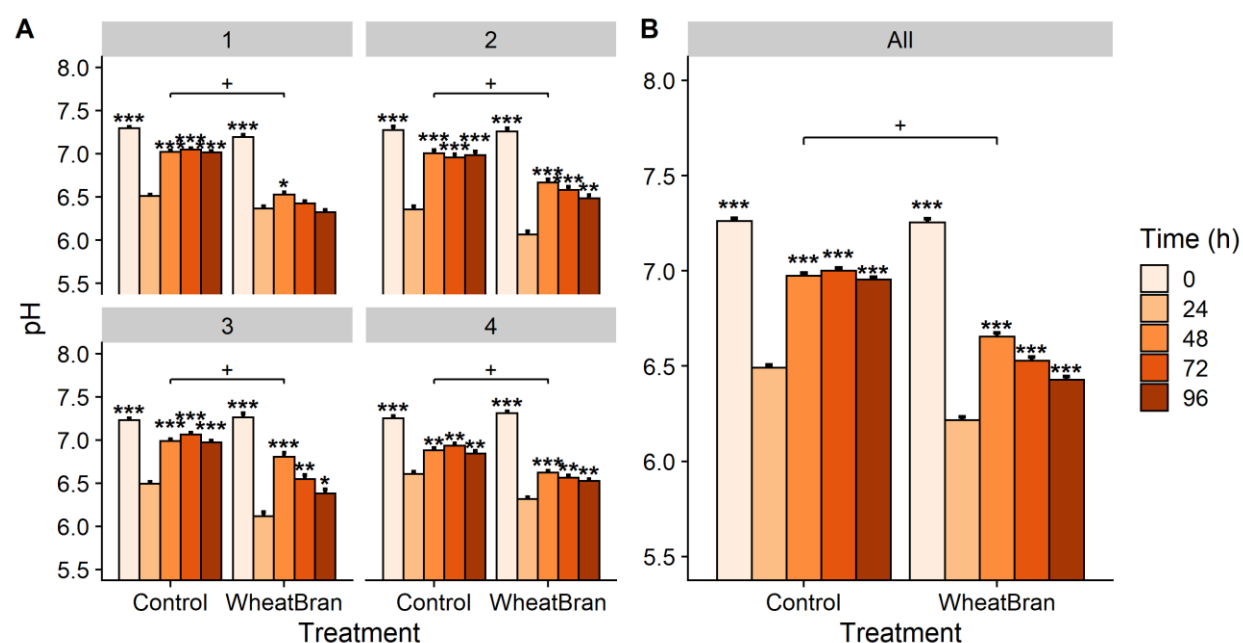 A
B
1
2
All
8.0
7.5
7.0
6.5
6.0
5.5
+
*** *** *** *** *** *
+
*** *** *** *** *** *** *** **
8.0
7.5
7.0
6.5
6.0
5.5
+
*** *** *** *** *** ***
3
4
8.0
7.5
7.0
6.5
6.0
5.5
+
*** *** *** *** *** *** ** *
+
*** ** ** ** *** *** ** **
*** ***
pH
Control WheatBran
Control WheatBran
Control WheatBran
Treatment
Treatment
Time (h)
0
24
48
72
96